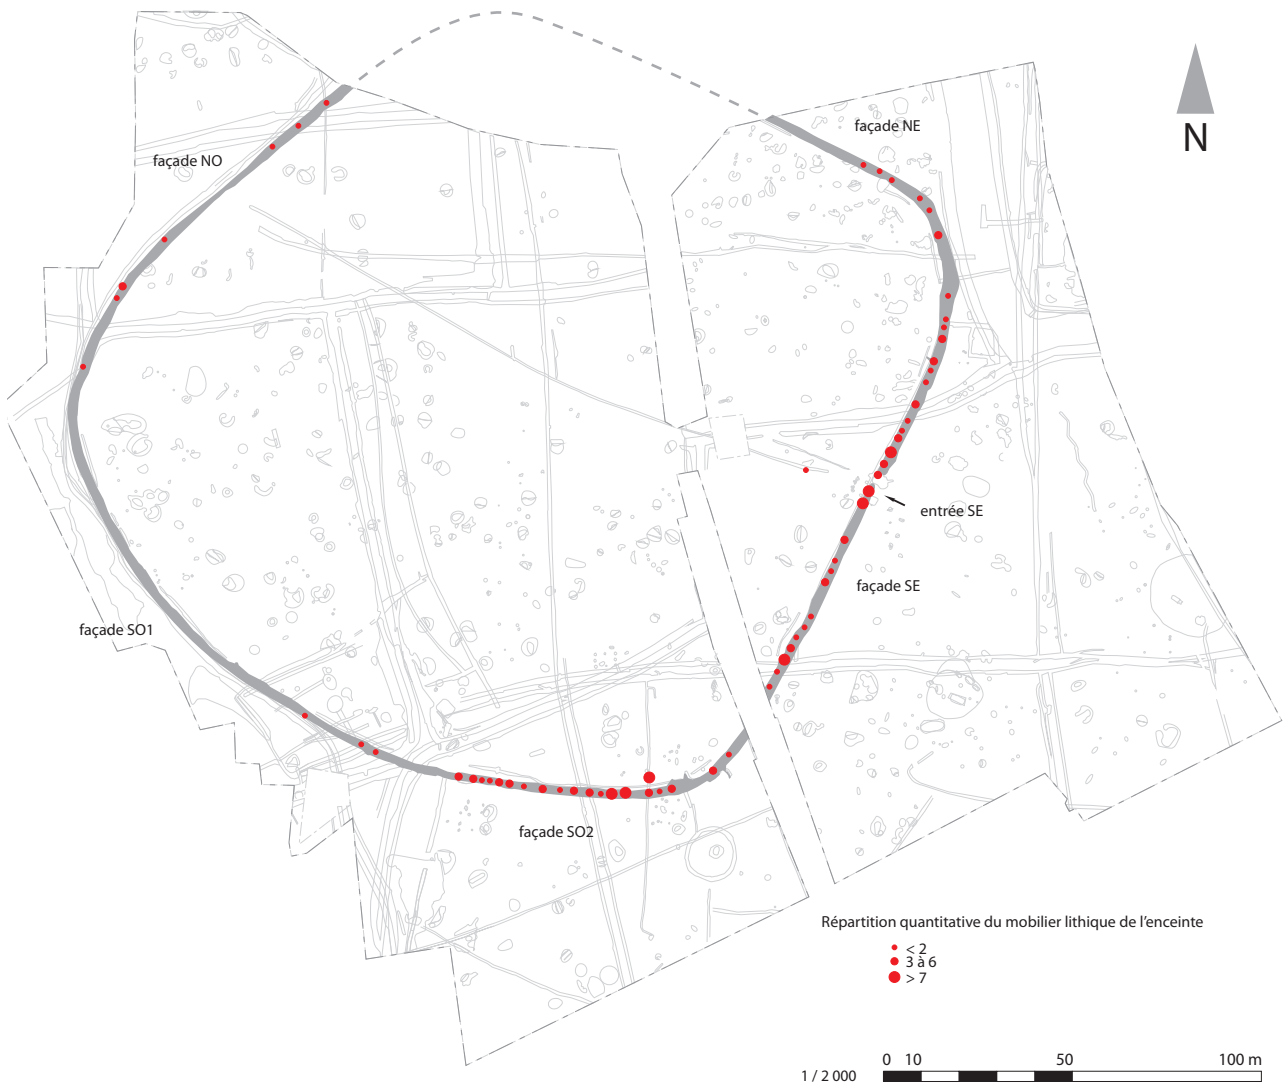 façade NE
N
façade NO
entrée SE
façade SE
façade SO1
façade SO2
Répartition quantitative du mobilier lithique de l'enceinte
< 2
3 à 6
> 7
0 10 50 100 m
1 / 2 000